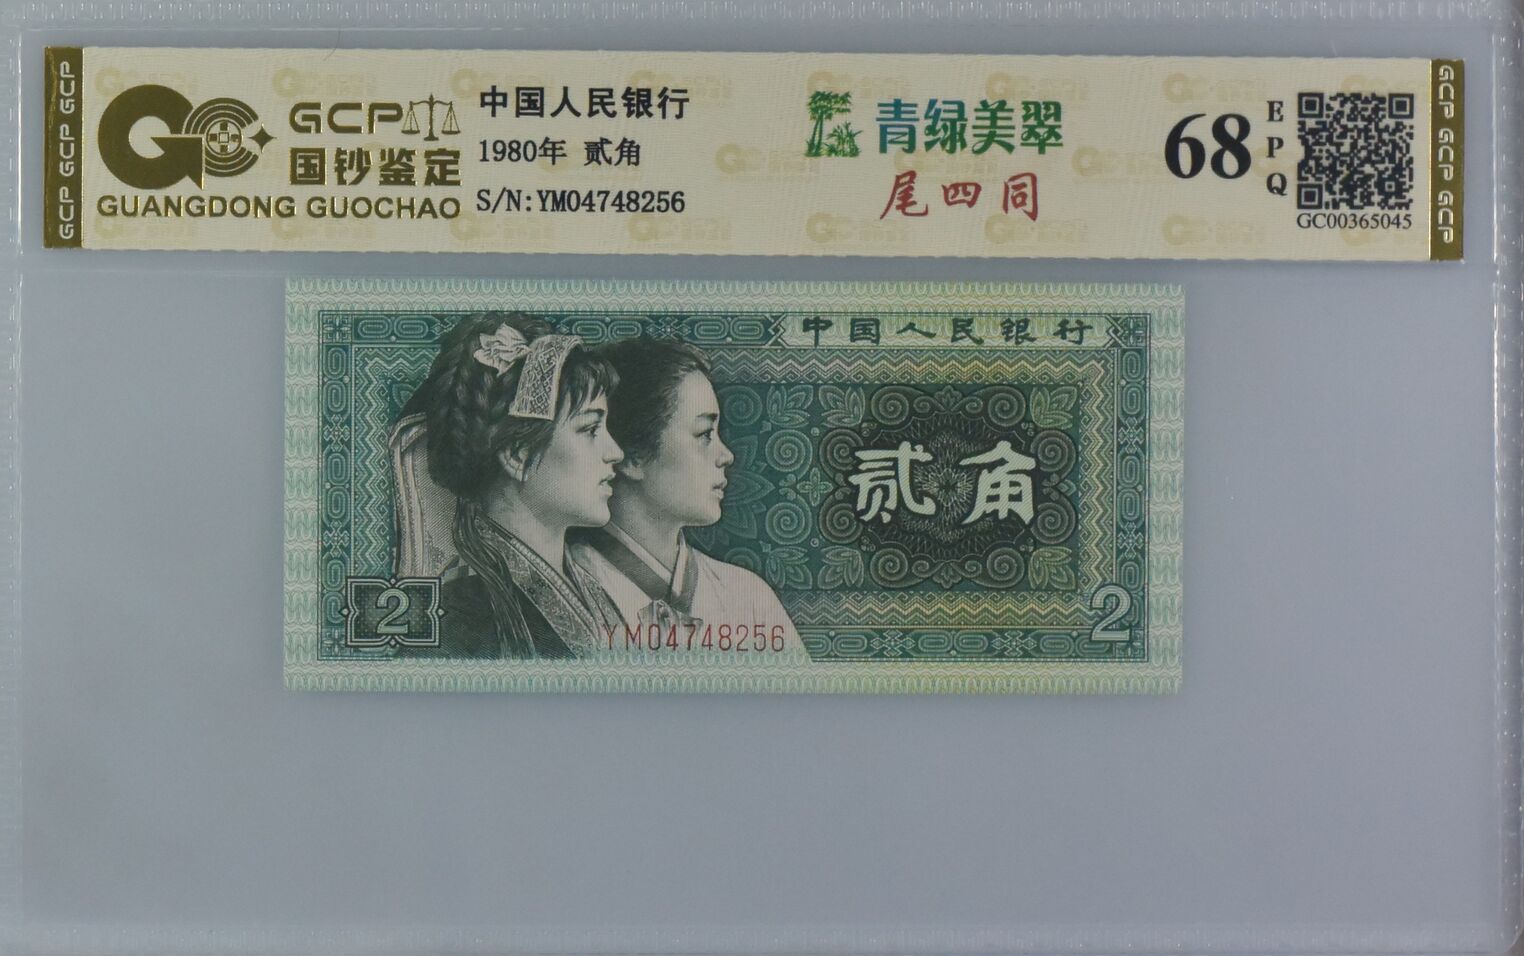 GCP GCP GCP
GCP
国钞鉴定
GUANGDONG GUOCHAO
中国人民银行
1980年 贰角
S/N:YM04748256
青绿美翠
尾四同
68
EPQ
GC00365045
GCP GCP GCP
中国人民银行
贰角
2
YM04748256
2